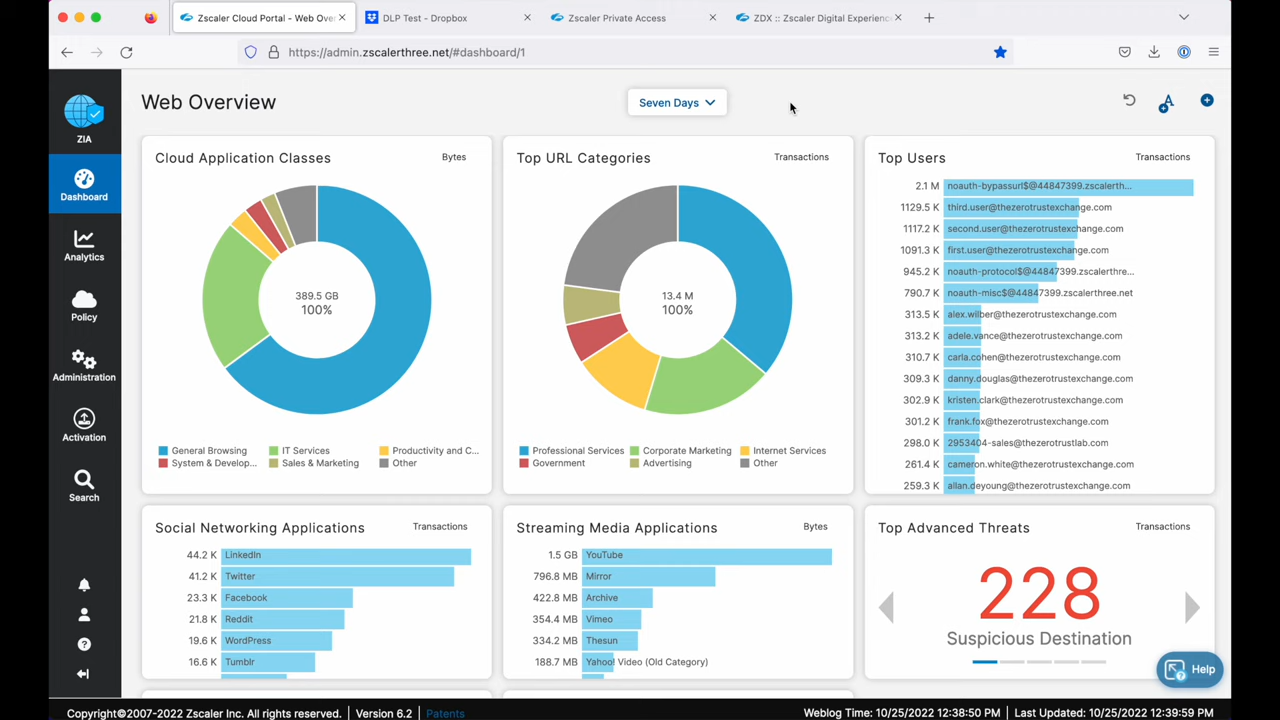 Zscaler Cloud Portal - Web Over
DLP Test - Dropbox
Zscaler Private Access
ZDX :: Zscaler Digital Experience
https://admin.zscalerthree.net/#dashboard/1
ZIA
Dashboard
Analytics
Policy
Administration
Activation
Search
Web Overview
Seven Days
Cloud Application Classes
Bytes
389.5 GB
100%
General Browsing
IT Services
Productivity and C...
System & Develop...
Sales & Marketing
Other
Top URL Categories
Transactions
13.4 M
100%
Professional Services
Corporate Marketing
Internet Services
Government
Advertising
Other
Top Users
Transactions
2.1 M noauth-bypassurl$@44847399.zscalerth...
1129.5 K third.user@thezerotrustexchange.com
1117.2 K second.user@thezerotrustexchange.com
1091.3 K first.user@thezerotrustexchange.com
945.2 K noauth-protocol$@44847399.zscalerthre...
790.7 K noauth-misc$@44847399.zscalerthree.net
313.5 K alex.wilber@thezerotrustexchange.com
313.2 K adele.vance@thezerotrustexchange.com
310.7 K carla.cohen@thezerotrustexchange.com
309.3 K danny.douglas@thezerotrustexchange.com
302.9 K kristen.clark@thezerotrustexchange.com
301.2 K frank.fox@thezerotrustexchange.com
298.0 K 2953404-sales@thezerotrustlab.com
261.4 K cameron.white@thezerotrustexchange.com
259.3 K allan.deyoung@thezerotrustexchange.com
Social Networking Applications
Transactions
44.2 K LinkedIn
41.2 K Twitter
23.3 K Facebook
21.8 K Reddit
19.6 K WordPress
16.6 K Tumblr
Streaming Media Applications
Bytes
1.5 GB YouTube
796.8 MB Mirror
422.8 MB Archive
354.4 MB Vimeo
334.2 MB Thesun
188.7 MB Yahoo! Video (Old Category)
Top Advanced Threats
Transactions
228
Suspicious Destination
Help
Copyright©2007-2022 Zscaler Inc. All rights reserved. | Version 6.2 | Patents
Weblog Time: 10/25/2022 12:38:50 PM | Last Updated: 10/25/2022 12:39:59 PM